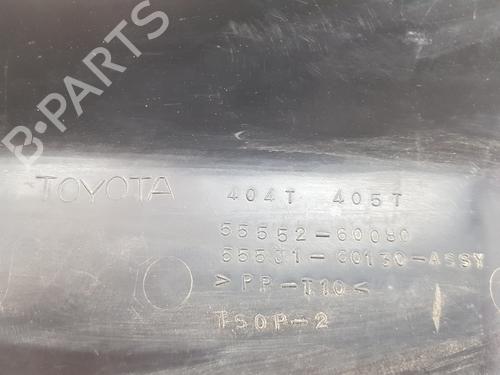 B-PARTS
TOYOTA 404T 405T
55552-60080
55501-60130-ASSY
>PP-T10<
TSOP-2